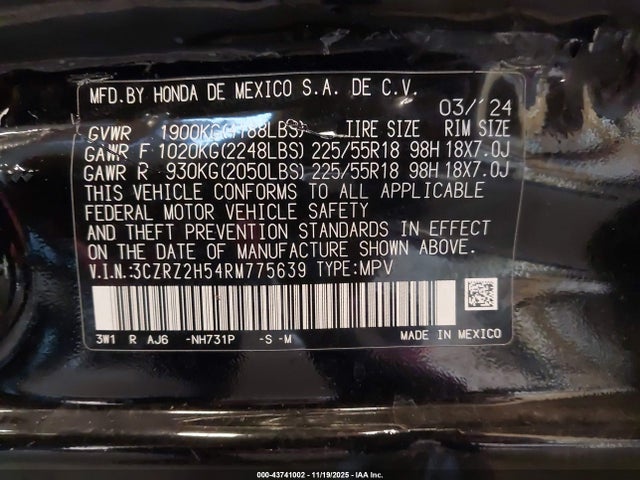 MFD.BY HONDA DE MEXICO S.A. DE C.V.
03/'24
GVWR 1900KG( LBS) TIRE SIZE RIM SIZE
GAWR F 1020KG(2248LBS) 225/55R18 98H 18X7.0J
GAWR R 930KG(2050LBS) 225/55R18 98H 18X7.0J
THIS VEHICLE CONFORMS TO ALL APPLICABLE
FEDERAL MOTOR VEHICLE SAFETY
AND THEFT PREVENTION STANDARDS IN EFFECT
ON THE DATE OF MANUFACTURE SHOWN ABOVE.
V.I.N.:3CZRZ2H54RM775639 TYPE:MPV
3W1 R AJ6 -NH731P -S -M MADE IN MEXICO
000-43741002 - 11/19/2025 - IAA Inc.